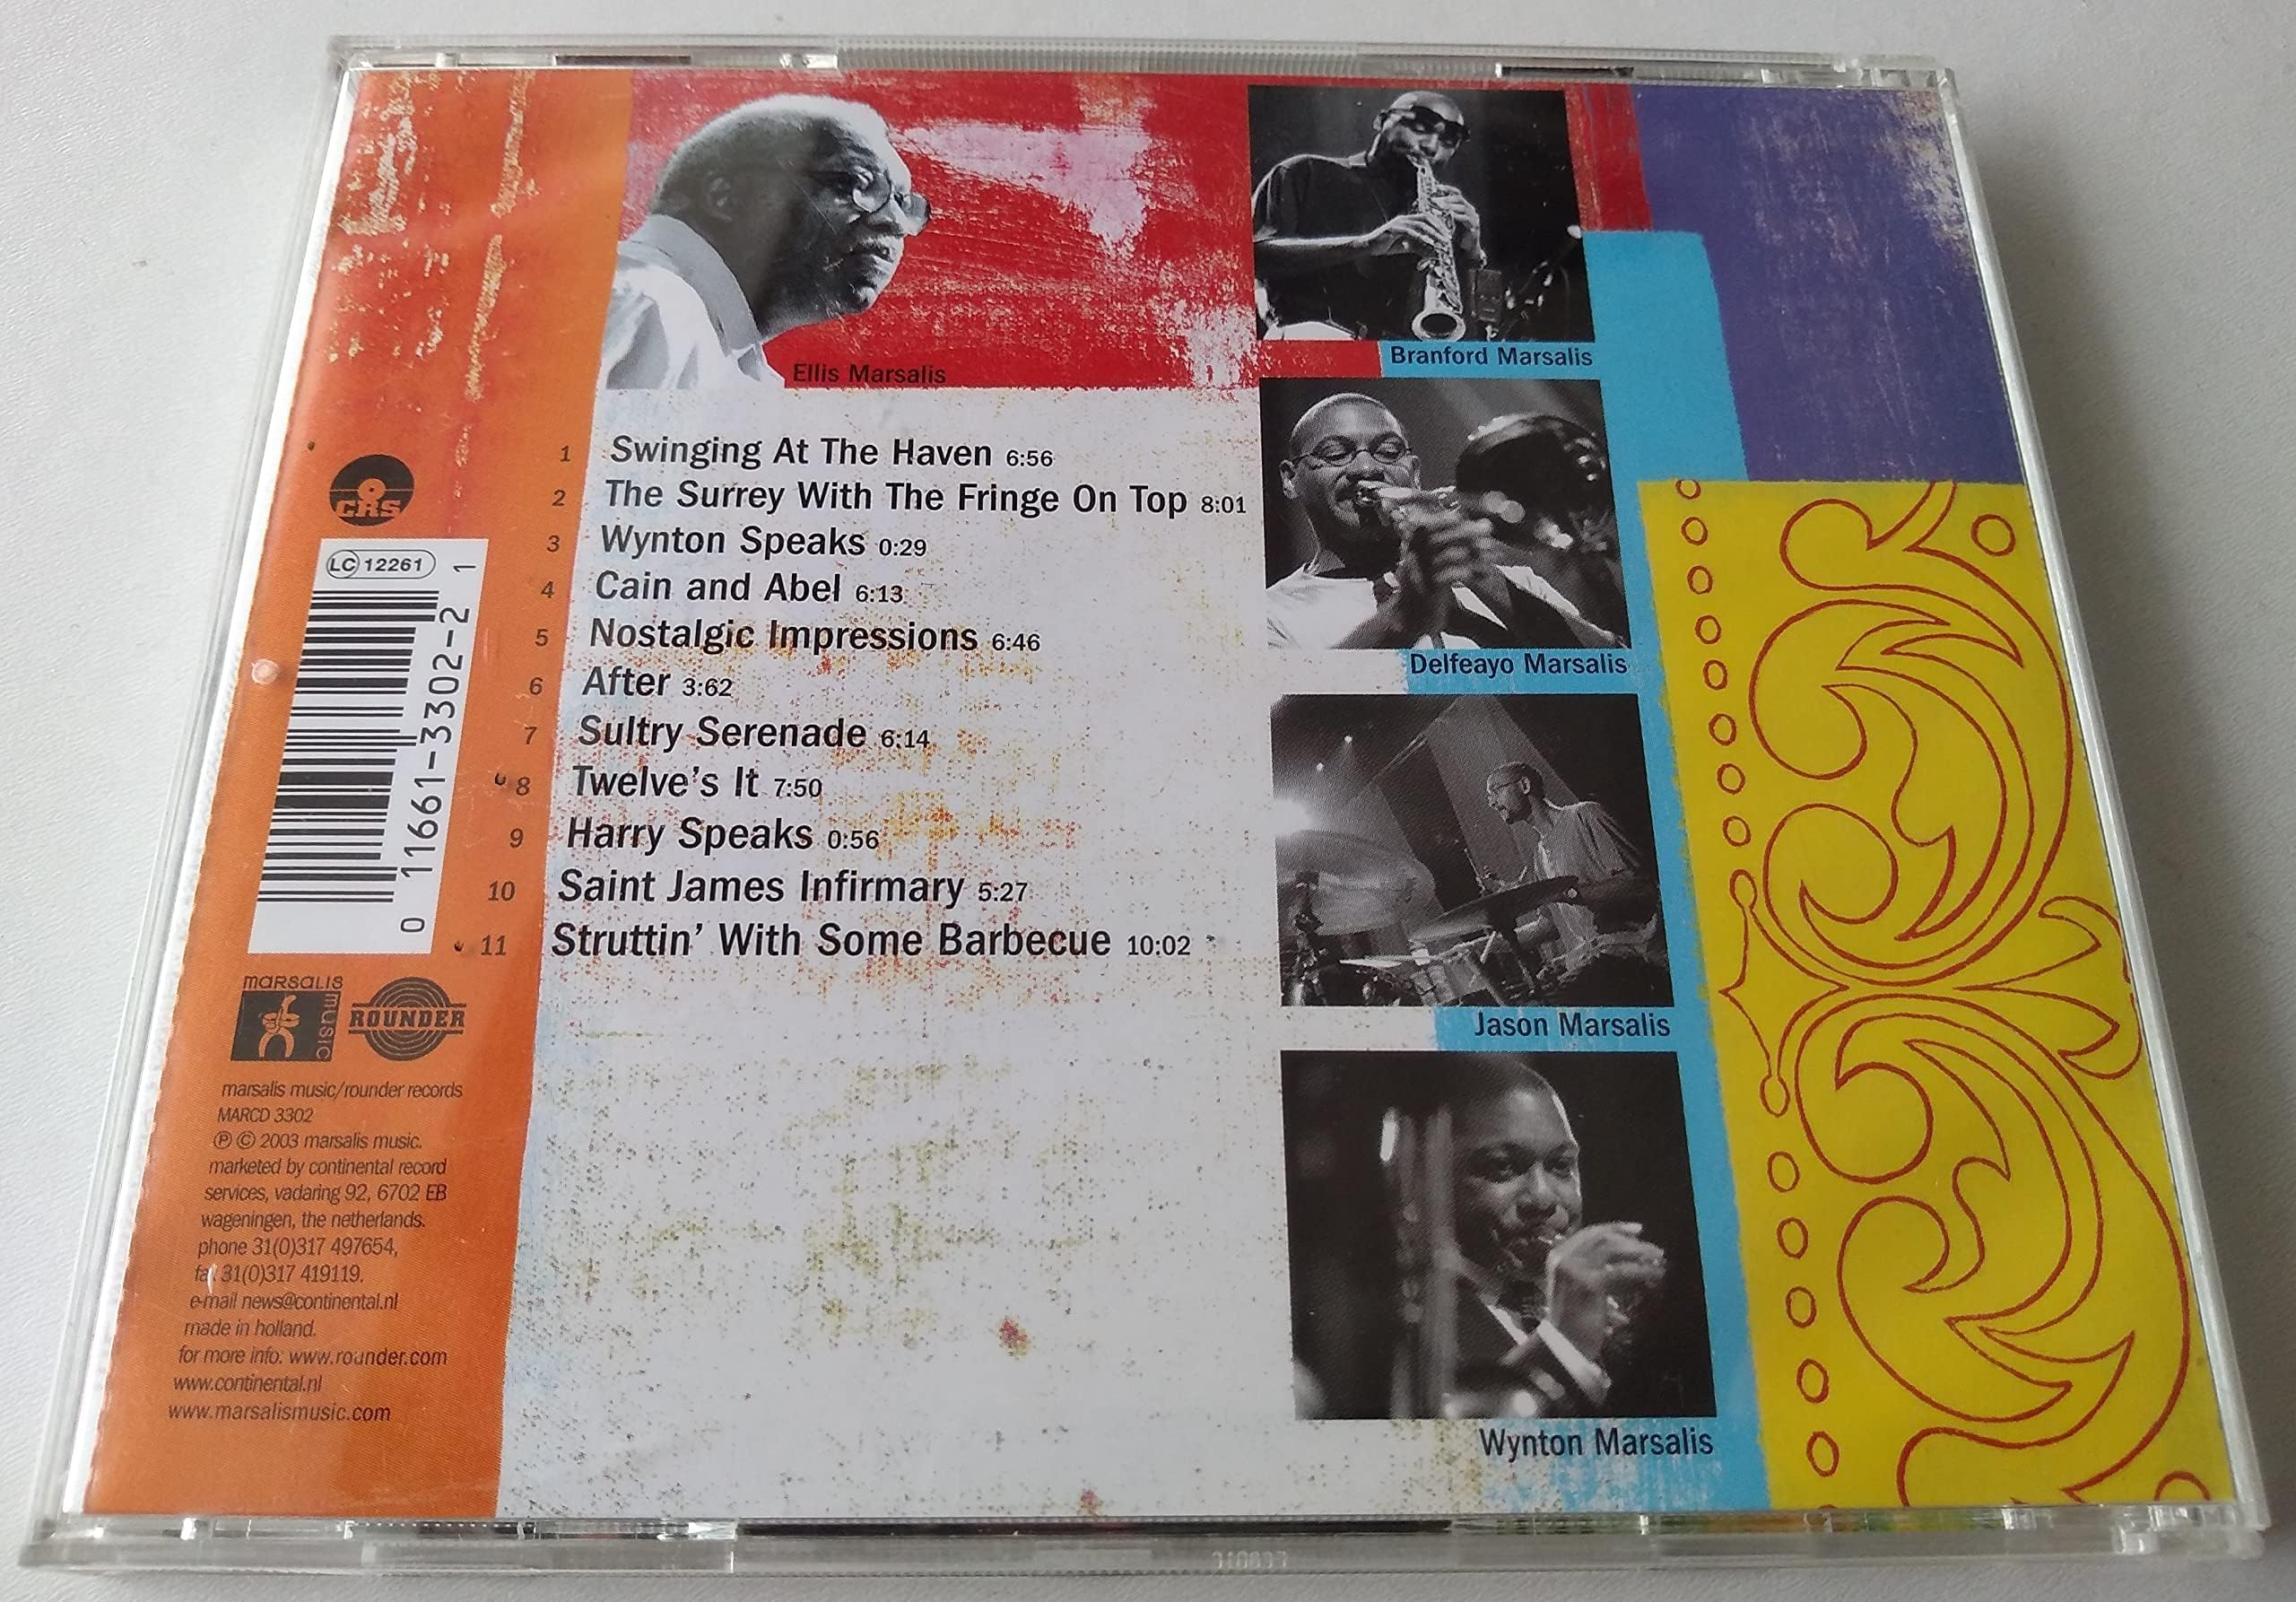 Ellis Marsalis
Branford Marsalis
Delfeayo Marsalis
Jason Marsalis
Wynton Marsalis
1 Swinging At The Haven 6:56
2 The Surrey With The Fringe On Top 8:01
3 Wynton Speaks 0:29
4 Cain and Abel 6:13
5 Nostalgic Impressions 6:46
6 After 3:62
7 Sultry Serenade 6:14
8 Twelve's It 7:50
9 Harry Speaks 0:56
10 Saint James Infirmary 5:27
11 Struttin' With Some Barbecue 10:02
CRS
LC 12261
0 11661-3302-2 1
marsalis
music
ROUNDER
marsalis music/rounder records
MARCD 3302
℗ © 2003 marsalis music.
marketed by continental record
services, vadaring 92, 6702 EB
wageningen, the netherlands.
phone 31(0)317 497654,
31(0)317 419119.
e-mail news@continental.nl
made in holland.
for more info: www.rounder.com
www.continental.nl
www.marsalismusic.com